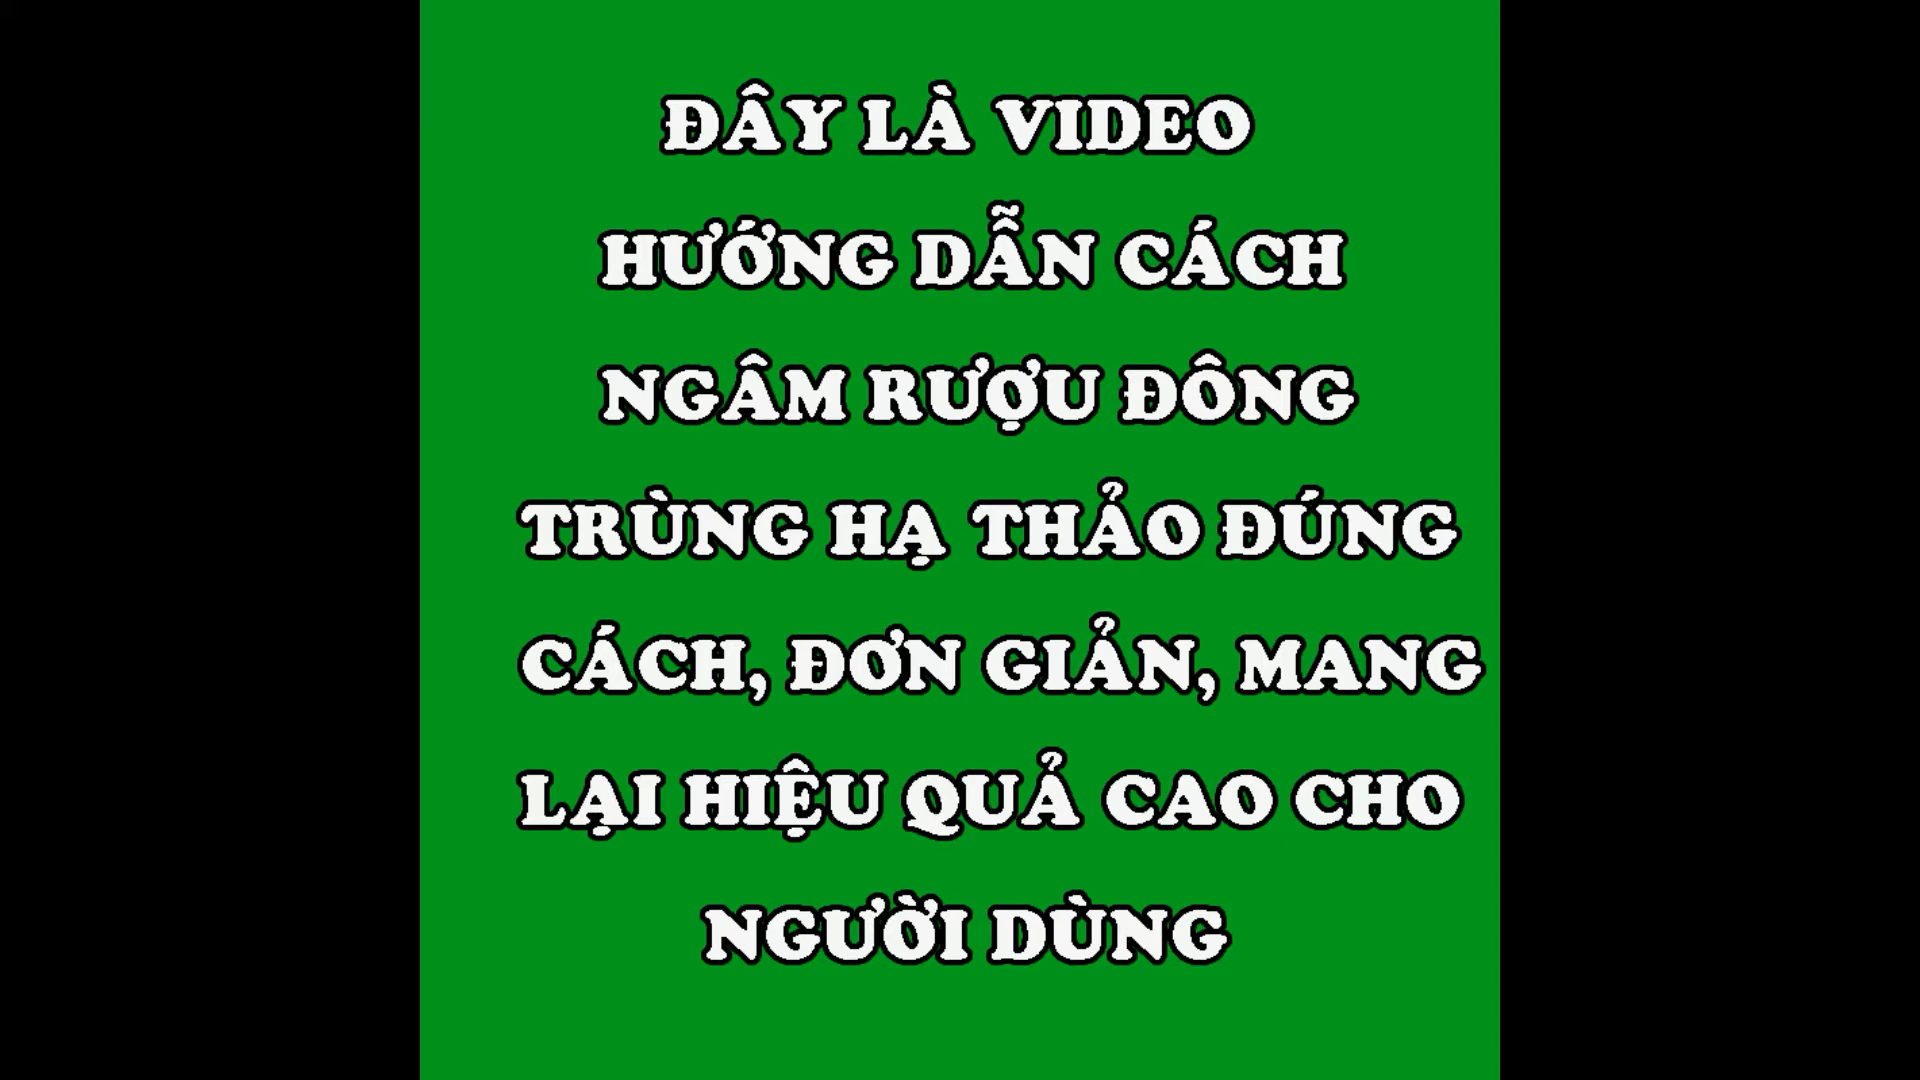 ĐÂY LÀ VIDEO
HƯỚNG DẪN CÁCH
NGÂM RƯỢU ĐÔNG
TRÙNG HẠ THẢO ĐÚNG
CÁCH, ĐƠN GIẢN, MANG
LẠI HIỆU QUẢ CAO CHO
NGƯỜI DÙNG